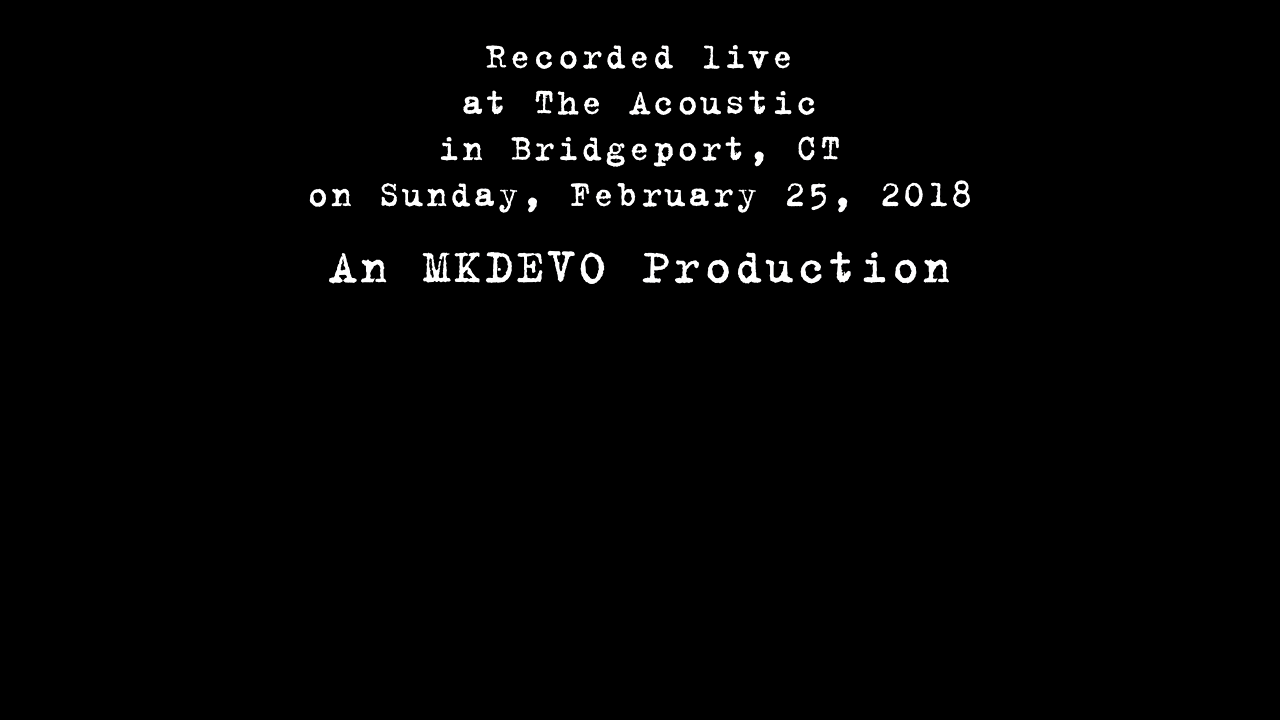 Recorded live
at The Acoustic
in Bridgeport, CT
on Sunday, February 25, 2018
An MKDEVO Production